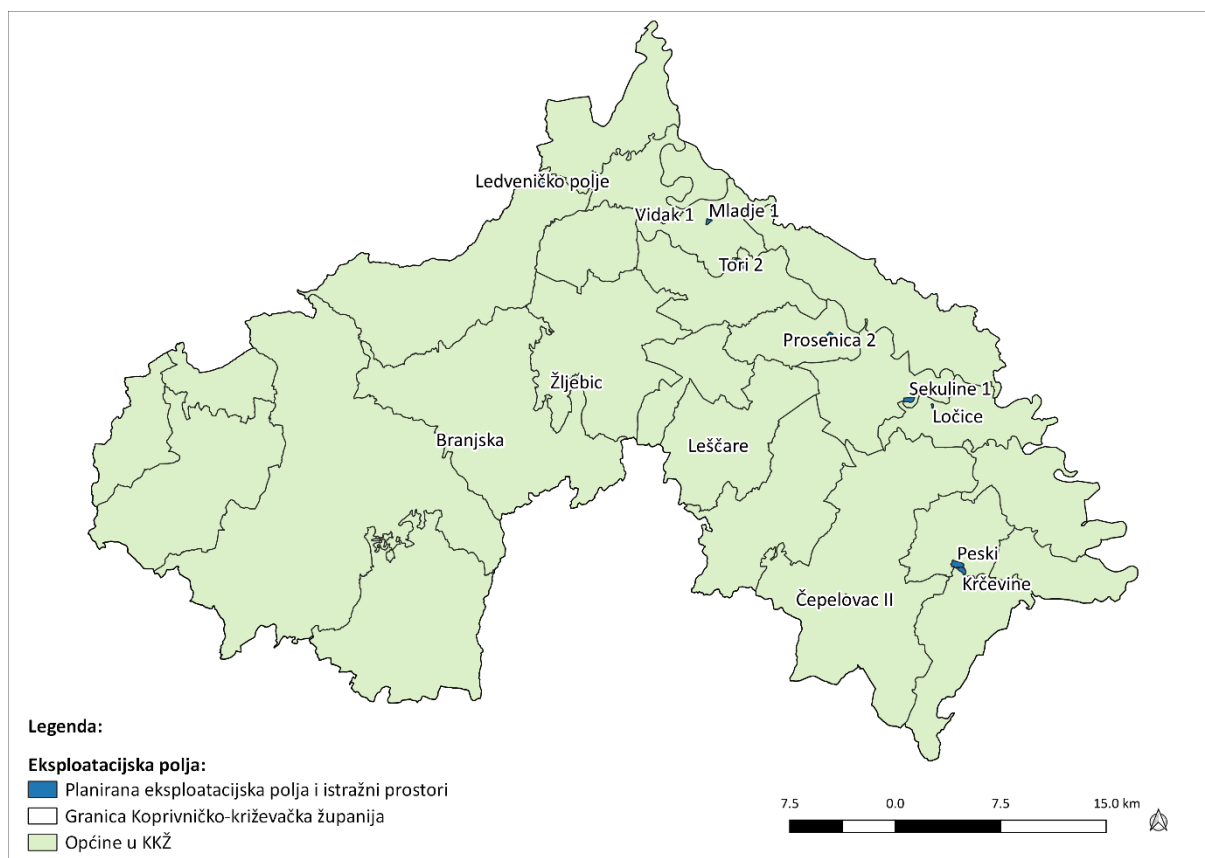 Ledveničko polje
Vidak 1
Mladje 1
Tori 2
Prosenica 2
Žljebic
Sekuline 1
Ločice
Branjska
Leščare
Peski
Krčevine
Čepelovac II
Legenda:
Eksploatacijska polja:
Planirana eksploatacijska polja i istražni prostori
Granica Koprivničko-križevačka županija
Općine u KKŽ
7.5 0.0 7.5 15.0 km